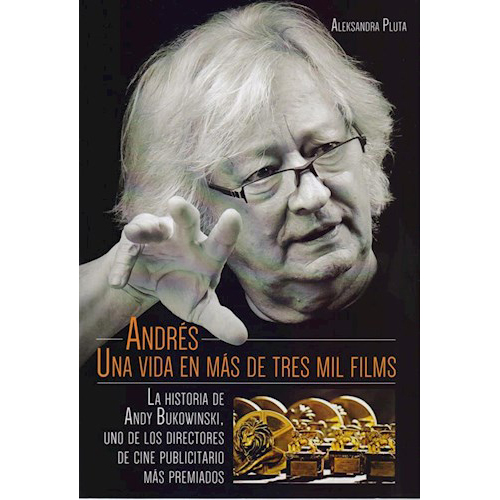 ALEKSANDRA PLUTA
ANDRÉS
UNA VIDA EN MÁS DE TRES MIL FILMS
LA HISTORIA DE
ANDY BUKOWINSKI,
UNO DE LOS DIRECTORES
DE CINE PUBLICITARIO
MÁS PREMIADOS